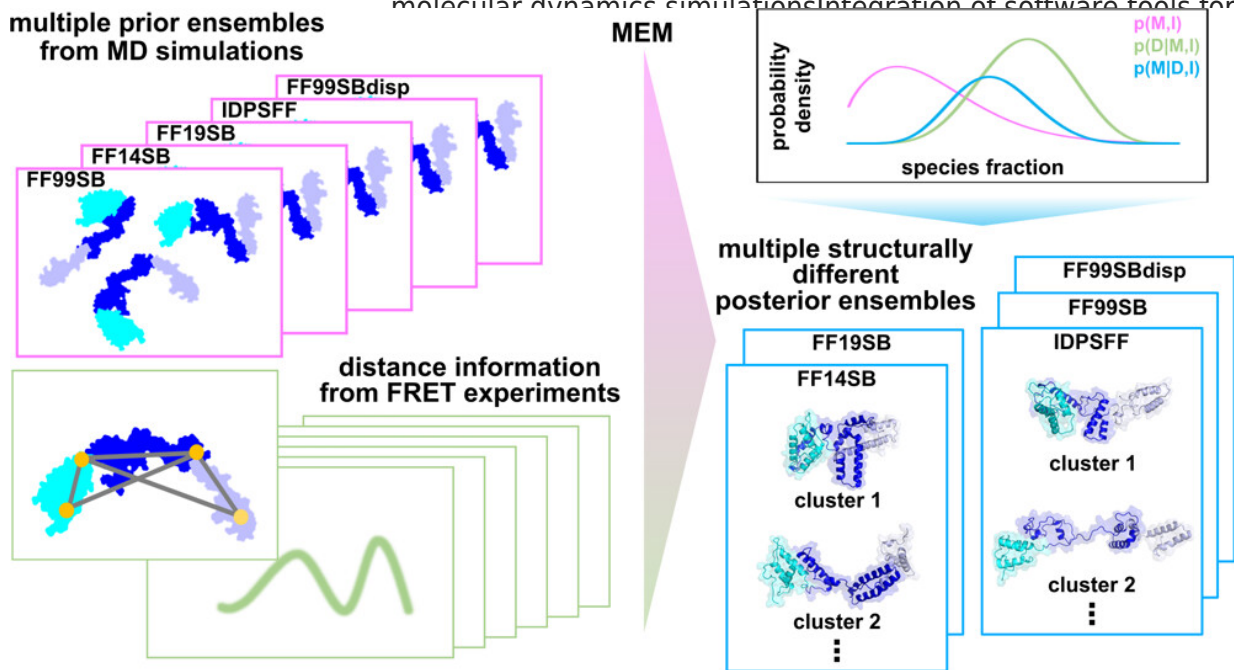 molecular dynamics simulationsIntegration of software tools for
multiple prior ensembles
from MD simulations
FF99SBdisp
IDPSFF
FF19SB
FF14SB
FF99SB
distance information
from FRET experiments
MEM
probability
density
p(M,I)
p(D|M,I)
p(M|D,I)
species fraction
multiple structurally
different
posterior ensembles
FF19SB
FF14SB
cluster 1
cluster 2
FF99SBdisp
FF99SB
IDPSFF
cluster 1
cluster 2